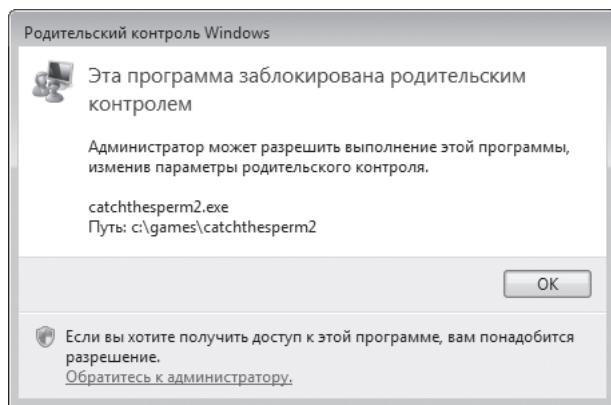 Родительский контроль Windows
Эта программа заблокирована родительским
контролем
Администратор может разрешить выполнение этой программы,
изменив параметры родительского контроля.
catchthesperm2.exe
Путь: c:\games\catchthesperm2
OK
Если вы хотите получить доступ к этой программе, вам понадобится
разрешение.
Обратитесь к администратору.